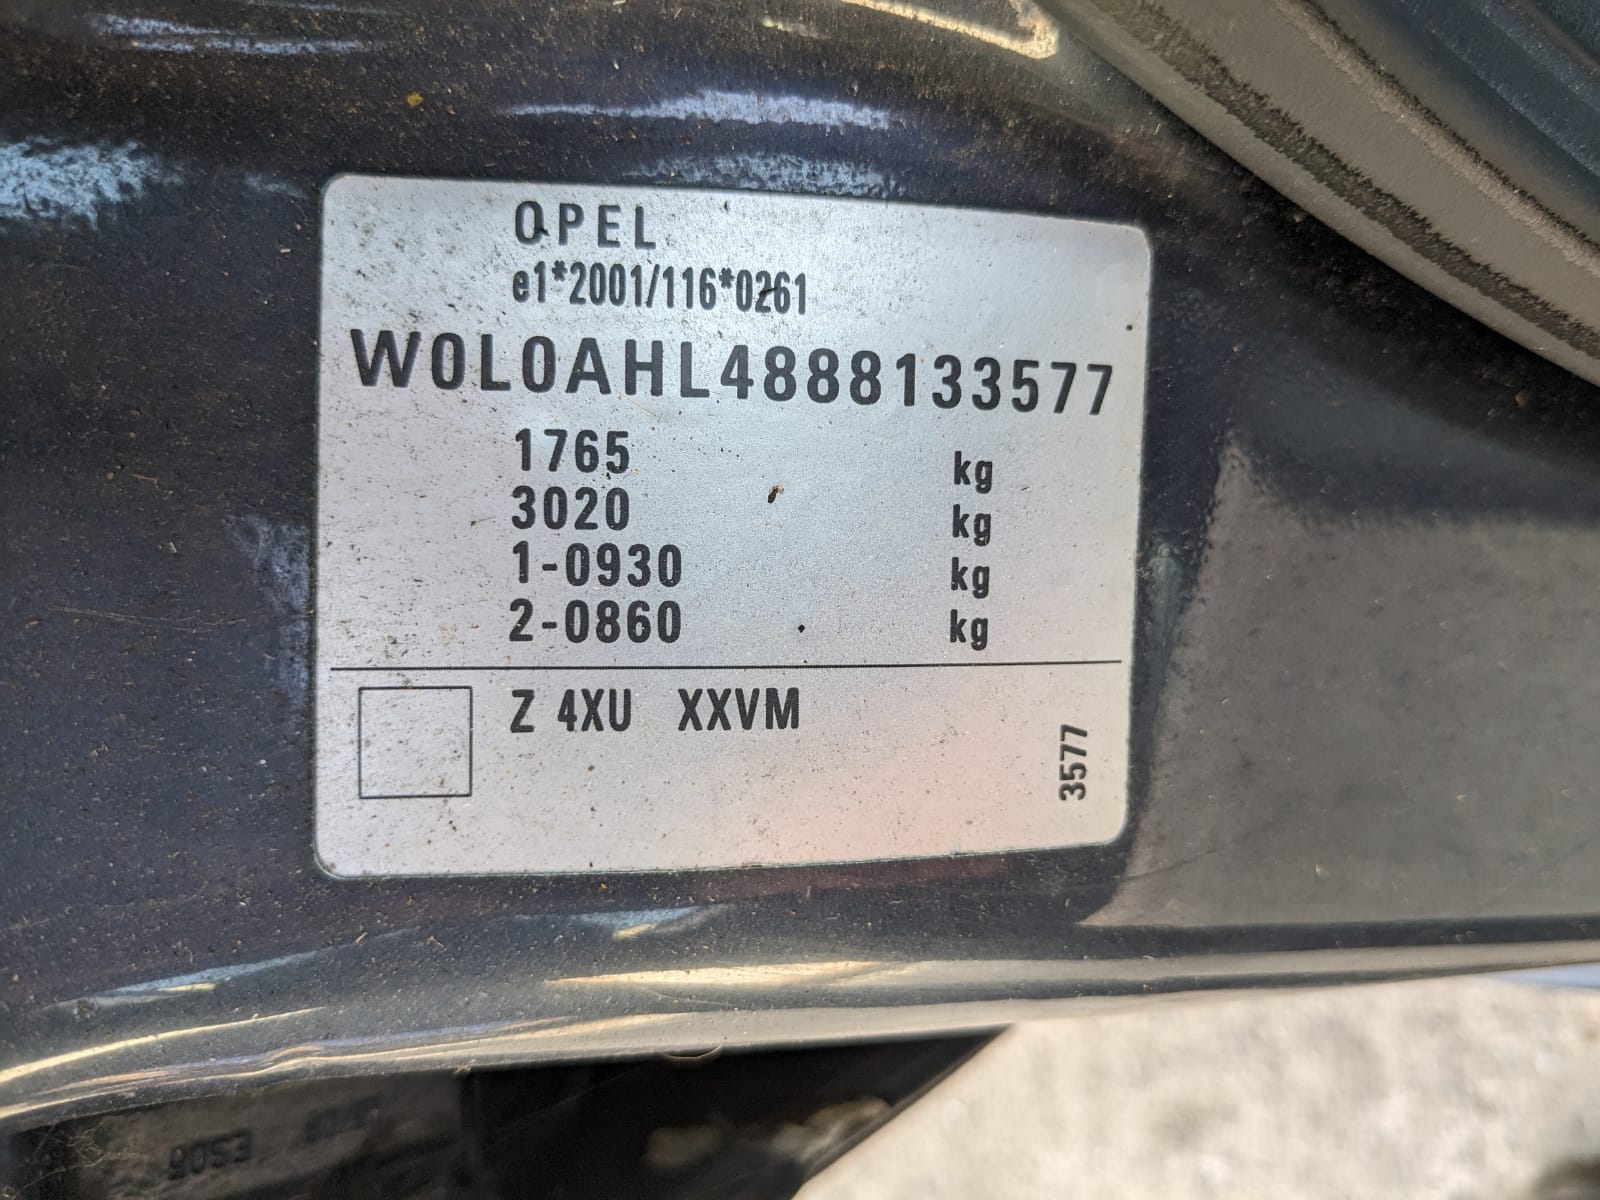 OPEL
e1*2001/116*0261
W0L0AHL4888133577
1765 kg
3020 kg
1-0930 kg
2-0860 kg
Z 4XU XXVM
3577